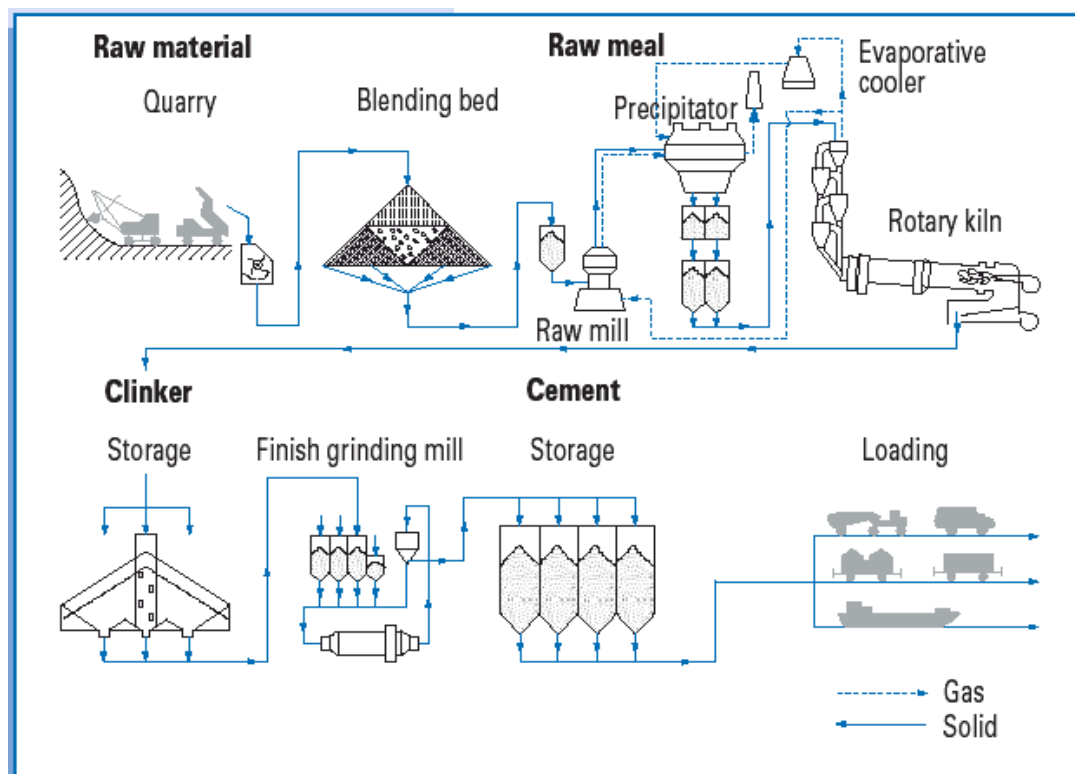 Raw material
Raw meal
Evaporative
cooler
Quarry
Blending bed
Precipitator
Rotary kiln
Raw mill
Clinker
Cement
Storage
Finish grinding mill
Storage
Loading
Gas
Solid